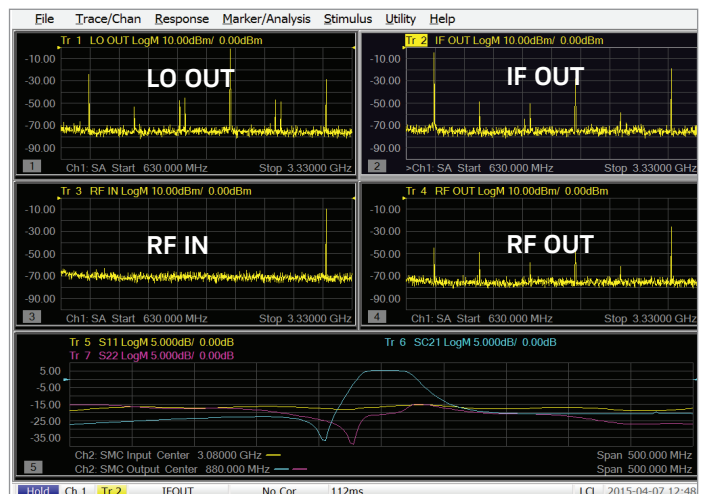 File Trace/Chan Response Marker/Analysis Stimulus Utility Help
Tr 1 LO OUT LogM 10.00dBm/ 0.00dBm
-10.00
-30.00
-50.00
-70.00
-90.00
LO OUT
1
Ch1: SA Start 630.000 MHz Stop 3.33000 GHz
Tr 2 IF OUT LogM 10.00dBm/ 0.00dBm
-10.00
-30.00
-50.00
-70.00
-90.00
IF OUT
2
>Ch1: SA Start 630.000 MHz Stop 3.33000 GHz
Tr 3 RF IN LogM 10.00dBm/ 0.00dBm
-10.00
-30.00
-50.00
-70.00
-90.00
RF IN
3
Ch1: SA Start 630.000 MHz Stop 3.33000 GHz
Tr 4 RF OUT LogM 10.00dBm/ 0.00dBm
-10.00
-30.00
-50.00
-70.00
-90.00
RF OUT
4
Ch1: SA Start 630.000 MHz Stop 3.33000 GHz
Tr 5 S11 LogM 5.000dB/ 0.00dB
Tr 6 SC21 LogM 5.000dB/ 0.00dB
Tr 7 S22 LogM 5.000dB/ 0.00dB
5.00
-5.00
-15.00
-25.00
-35.00
5
Ch2: SMC Input Center 3.08000 GHz Span 500.000 MHz
Ch2: SMC Output Center 880.000 MHz Span 500.000 MHz
Hold Ch 1 Tr 2 IFOUT No Cor 112ms LCL 2015-04-07 12:48